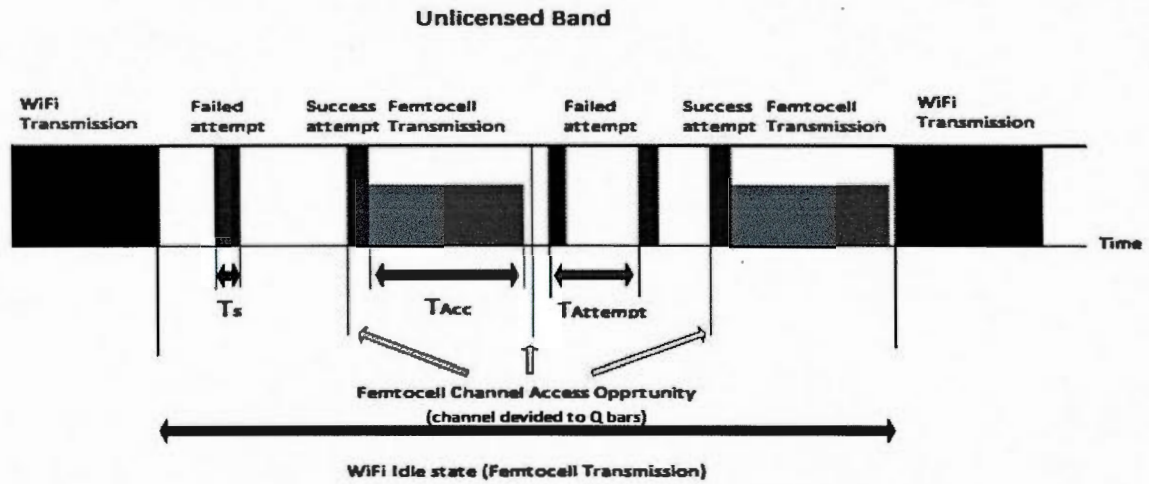 Unlicensed Band
WiFi
Transmission
Failed
attempt
Success
attempt
Femtocell
Transmission
Failed
attempt
Success
attempt
Femtocell
Transmission
WiFi
Transmission
Time
Ts
TAcc
TAttempt
Femtocell Channel Access Opprtunity
(channel devided to Q bars)
WiFi Idle state (Femtocell Transmission)